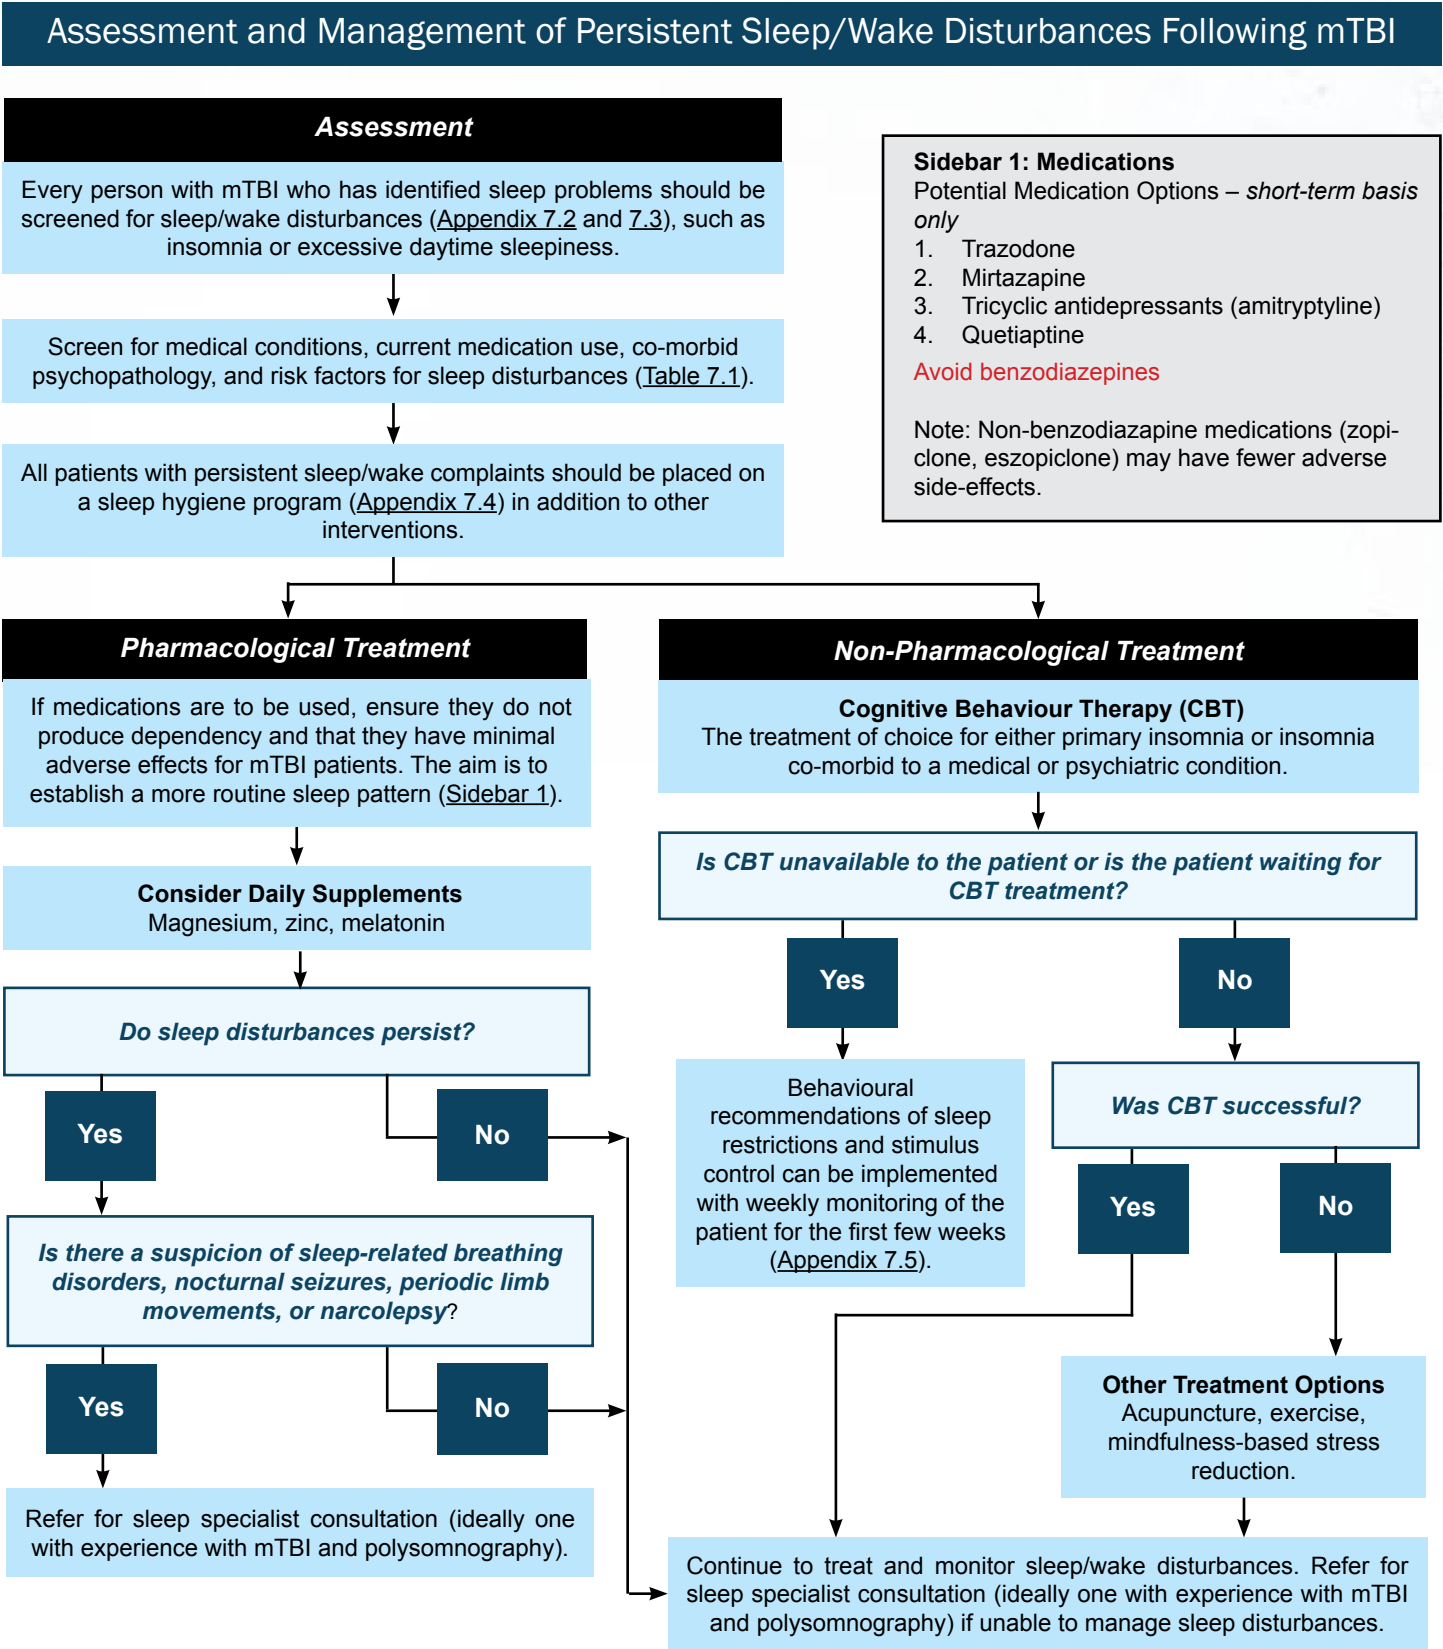 Assessment and Management of Persistent Sleep/Wake Disturbances Following mTBI
Assessment
Every person with mTBI who has identified sleep problems should be
screened for sleep/wake disturbances (Appendix 7.2 and 7.3), such as
insomnia or excessive daytime sleepiness.
Screen for medical conditions, current medication use, co-morbid
psychopathology, and risk factors for sleep disturbances (Table 7.1).
All patients with persistent sleep/wake complaints should be placed on
a sleep hygiene program (Appendix 7.4) in addition to other
interventions.
Sidebar 1: Medications
Potential Medication Options – short-term basis
only
1. Trazodone
2. Mirtazapine
3. Tricyclic antidepressants (amitryptyline)
4. Quetiaptine
Avoid benzodiazepines
Note: Non-benzodiazapine medications (zopi-
clone, eszopiclone) may have fewer adverse
side-effects.
Pharmacological Treatment
If medications are to be used, ensure they do not
produce dependency and that they have minimal
adverse effects for mTBI patients. The aim is to
establish a more routine sleep pattern (Sidebar 1).
Consider Daily Supplements
Magnesium, zinc, melatonin
Do sleep disturbances persist?
Yes
No
Is there a suspicion of sleep-related breathing
disorders, nocturnal seizures, periodic limb
movements, or narcolepsy?
Yes
No
Refer for sleep specialist consultation (ideally one
with experience with mTBI and polysomnography).
Non-Pharmacological Treatment
Cognitive Behaviour Therapy (CBT)
The treatment of choice for either primary insomnia or insomnia
co-morbid to a medical or psychiatric condition.
Is CBT unavailable to the patient or is the patient waiting for
CBT treatment?
Yes
No
Behavioural
recommendations of sleep
restrictions and stimulus
control can be implemented
with weekly monitoring of the
patient for the first few weeks
(Appendix 7.5).
Was CBT successful?
Yes
No
Other Treatment Options
Acupuncture, exercise,
mindfulness-based stress
reduction.
Continue to treat and monitor sleep/wake disturbances. Refer for
sleep specialist consultation (ideally one with experience with mTBI
and polysomnography) if unable to manage sleep disturbances.